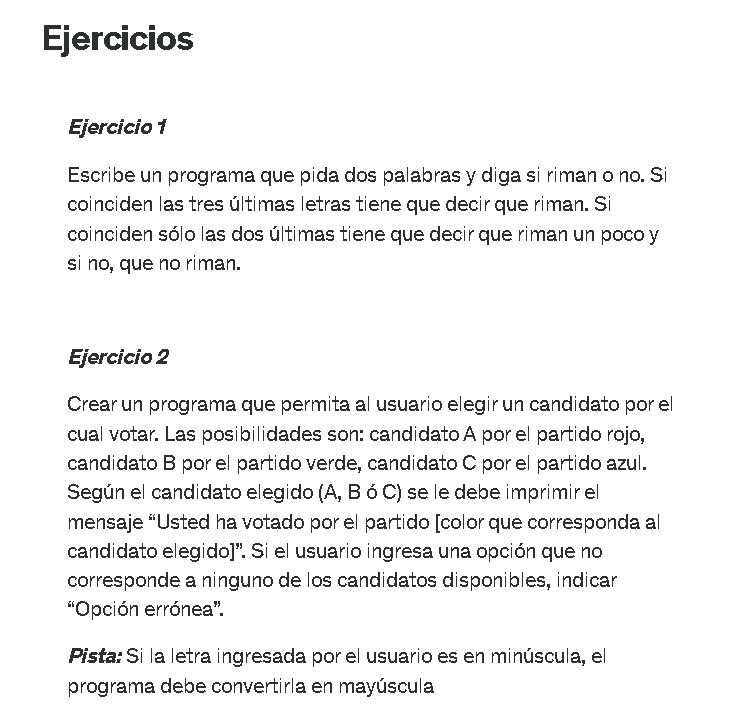 Ejercicios
Ejercicio 1
Escribe un programa que pida dos palabras y diga si riman o no. Si
coinciden las tres últimas letras tiene que decir que riman. Si
coinciden sólo las dos últimas tiene que decir que riman un poco y
si no, que no riman.
Ejercicio 2
Crear un programa que permita al usuario elegir un candidato por el
cual votar. Las posibilidades son: candidato A por el partido rojo,
candidato B por el partido verde, candidato C por el partido azul.
Según el candidato elegido (A, B ó C) se le debe imprimir el
mensaje “Usted ha votado por el partido [color que corresponda al
candidato elegido]”. Si el usuario ingresa una opción que no
corresponde a ninguno de los candidatos disponibles, indicar
“Opción errónea”.
Pista: Si la letra ingresada por el usuario es en minúscula, el
programa debe convertirla en mayúscula